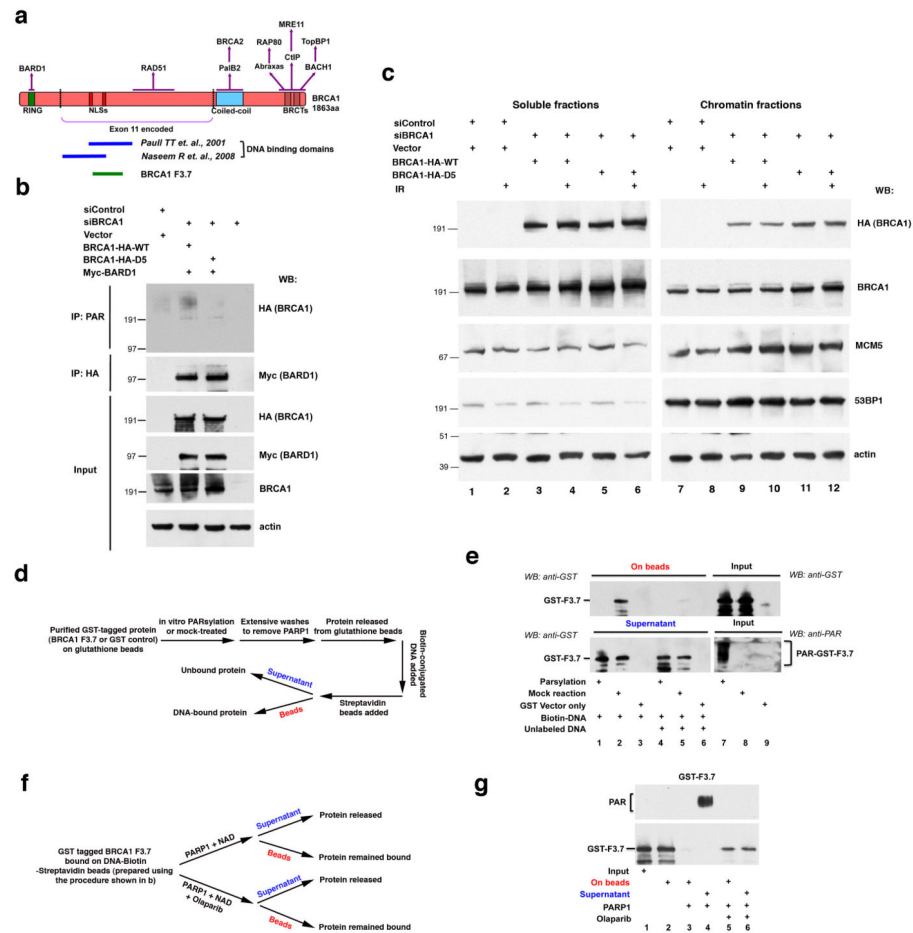 a
MRE11
BRCA2 RAP80 TopBP1
CtIP
BARD1 RAD51 PalB2 Abraxas BACH1
BRCA1
1863aa
RING NLSs Coiled-coil BRCTs
Exon 11 encoded
Paull TT et. al., 2001
Naseem R et. al., 2008
DNA binding domains
BRCA1 F3.7
b
siControl +
siBRCA1 + + +
Vector +
BRCA1-HA-WT +
BRCA1-HA-D5 +
Myc-BARD1 + +
WB:
IP: PAR
191
97
HA (BRCA1)
IP: HA
97
Myc (BARD1)
Input
191
HA (BRCA1)
97
Myc (BARD1)
191
BRCA1
actin
c
Soluble fractions Chromatin fractions
siControl + + + +
siBRCA1 + + + + + + + +
Vector + + + +
BRCA1-HA-WT + + + +
BRCA1-HA-D5 + + + +
IR + + + + + +
WB:
191
HA (BRCA1)
191
BRCA1
67
MCM5
191
53BP1
51
39
actin
1 2 3 4 5 6 7 8 9 10 11 12
d
Purified GST-tagged protein
(BRCA1 F3.7 or GST control)
on glutathione beads
in vitro PARsylation
or mock-treated
Extensive washes
to remove PARP1
Protein released
from glutathione beads
Biotin-conjugated
DNA added
Streptavidin
beads added
Supernatant
Unbound protein
Beads
DNA-bound protein
e
On beads Input
WB: anti-GST WB: anti-GST
GST-F3.7
Supernatant Input
WB: anti-GST WB: anti-PAR
GST-F3.7
PAR-GST-F3.7
Parsylation + + +
Mock reaction + + +
GST Vector only + + +
Biotin-DNA + + + + + +
Unlabeled DNA + + +
1 2 3 4 5 6 7 8 9
f
GST tagged BRCA1 F3.7
bound on DNA-Biotin
-Streptavidin beads (prepared using
the procedure shown in b)
PARP1 + NAD
Supernatant
Protein released
Beads
Protein remained bound
PARP1 + NAD
+ Olaparib
Supernatant
Protein released
Beads
Protein remained bound
g
GST-F3.7
PAR
GST-F3.7
Input +
On beads + + +
Supernatant + +
PARP1 + + + +
Olaparib + +
1 2 3 4 5 6